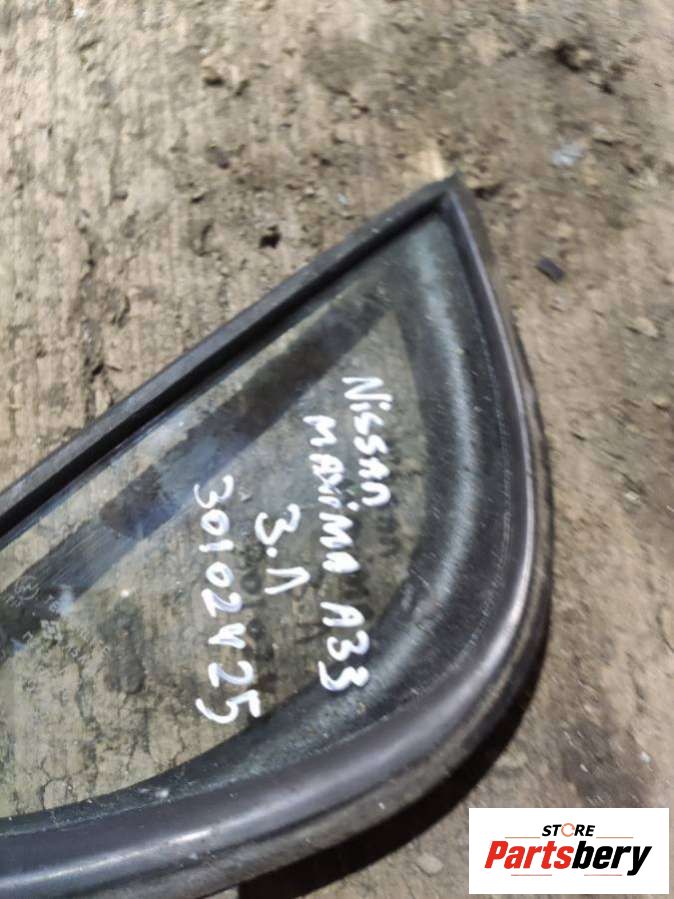 Nissan
Maxima A33
З.Л
30102425
STORE
Partsbery